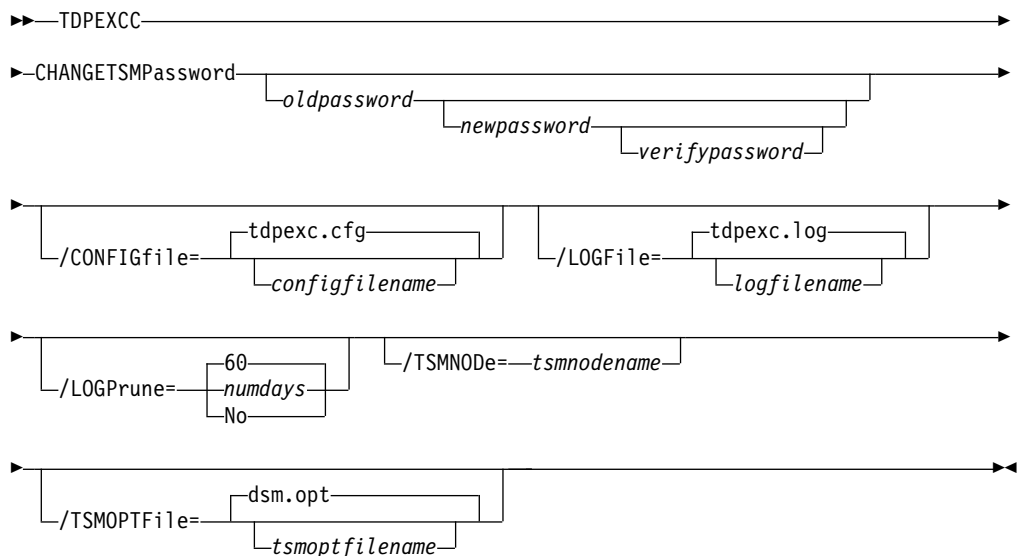 TDPEXCC
CHANGETSMPassword
oldpassword
newpassword
verifypassword
/CONFIGfile=
tdpexc.cfg
configfilename
/LOGFile=
tdpexc.log
logfilename
/LOGPrune=
60
numdays
No
/TSMNODe=
tsmnodename
/TSMOPTFile=
dsm.opt
tsmoptfilename